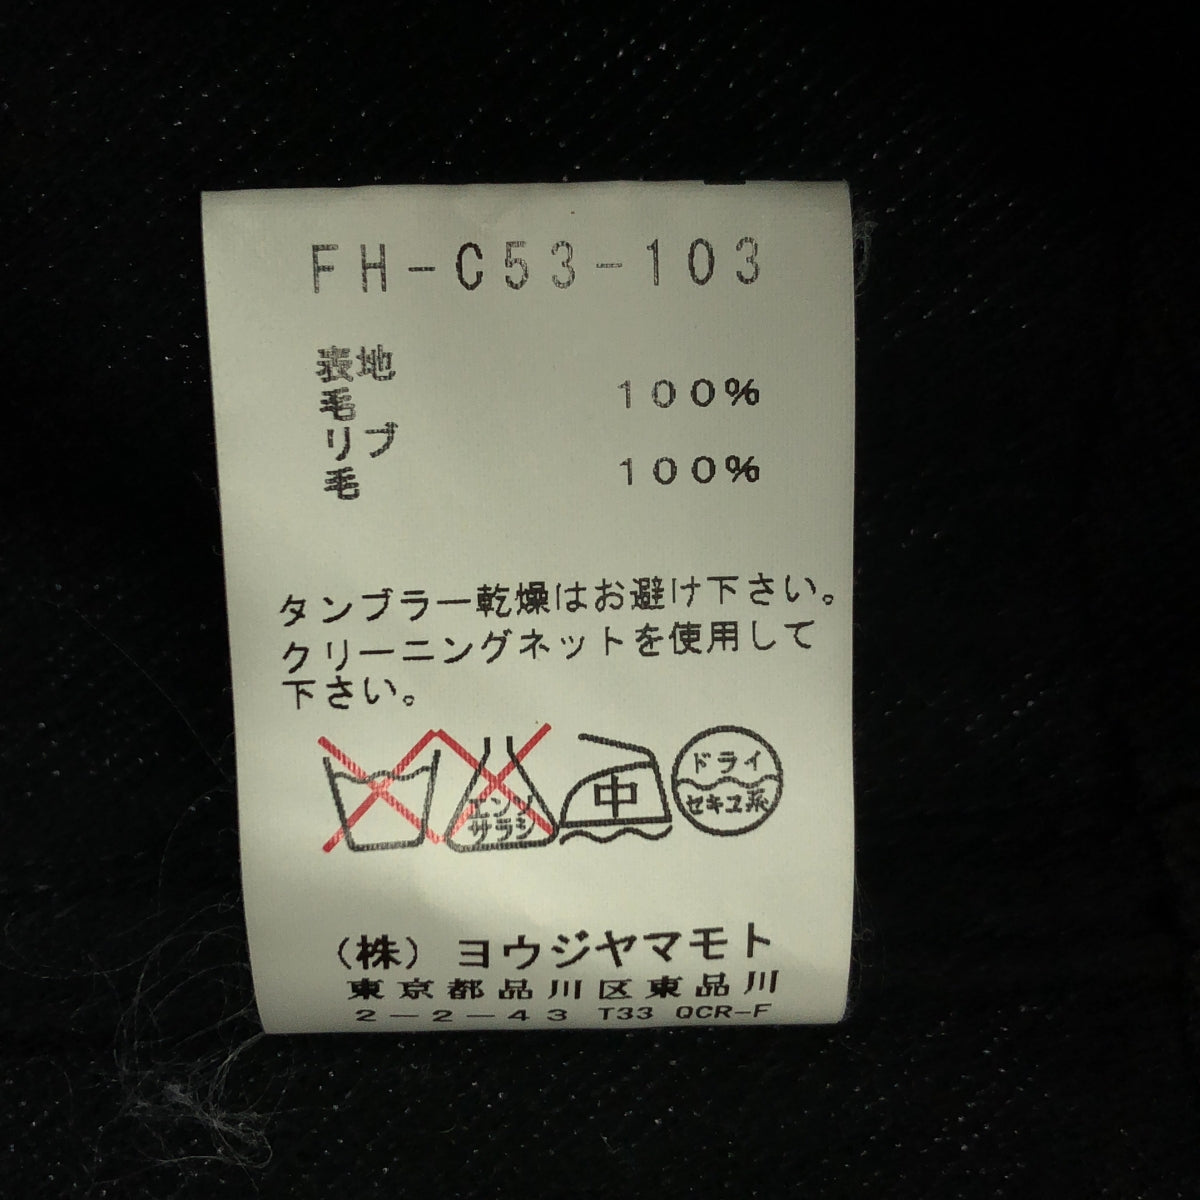 FH-C53-103
表地
毛 100%
リブ
毛 100%
タンブラー乾燥はお避け下さい。
クリーニングネットを使用して
下さい。
エンソ
サラシ
中
ドライ
セキユ系
(株) ヨウジヤマモト
東京都品川区東品川
2-2-43 T33 QCR-F